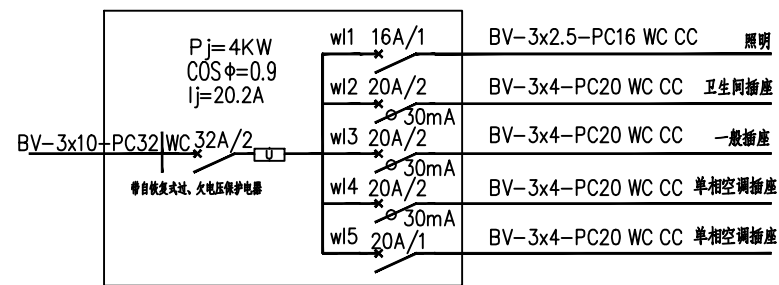 Pj=4KW
COSΦ=0.9
Ij=20.2A
BV-3x10-PC32 WC 32A/2
U
带自恢复式过、欠电压保护电器
wl1 16A/1 BV-3x2.5-PC16 WC CC 照明
wl2 20A/2 BV-3x4-PC20 WC CC 卫生间插座
30mA
wl3 20A/2 BV-3x4-PC20 WC CC 一般插座
30mA
wl4 20A/2 BV-3x4-PC20 WC CC 单相空调插座
30mA
wl5 20A/1 BV-3x4-PC20 WC CC 单相空调插座